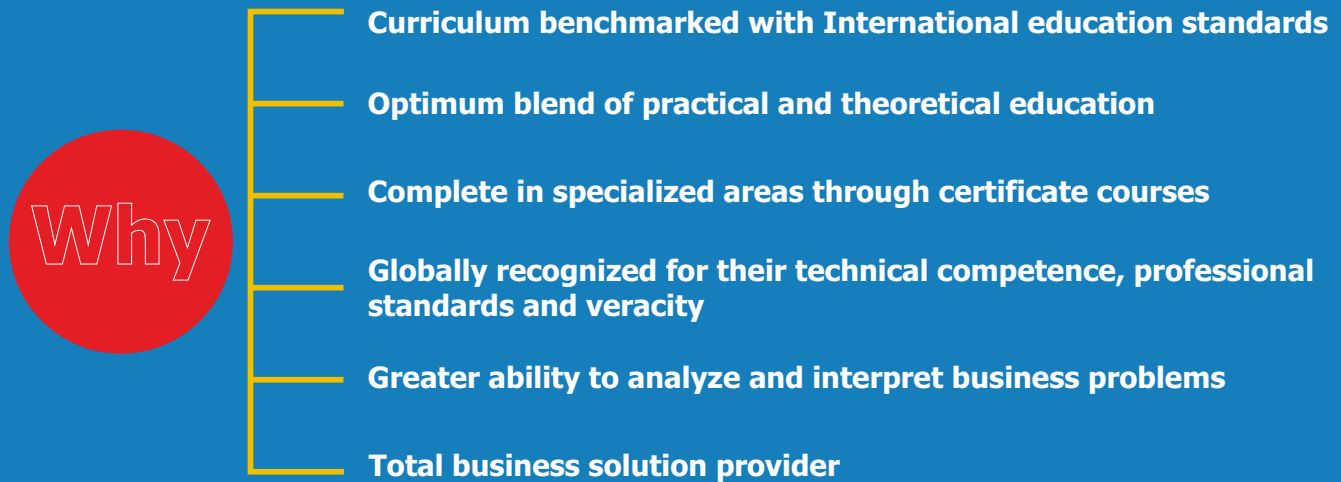 Why
Curriculum benchmarked with International education standards
Optimum blend of practical and theoretical education
Complete in specialized areas through certificate courses
Globally recognized for their technical competence, professional
standards and veracity
Greater ability to analyze and interpret business problems
Total business solution provider